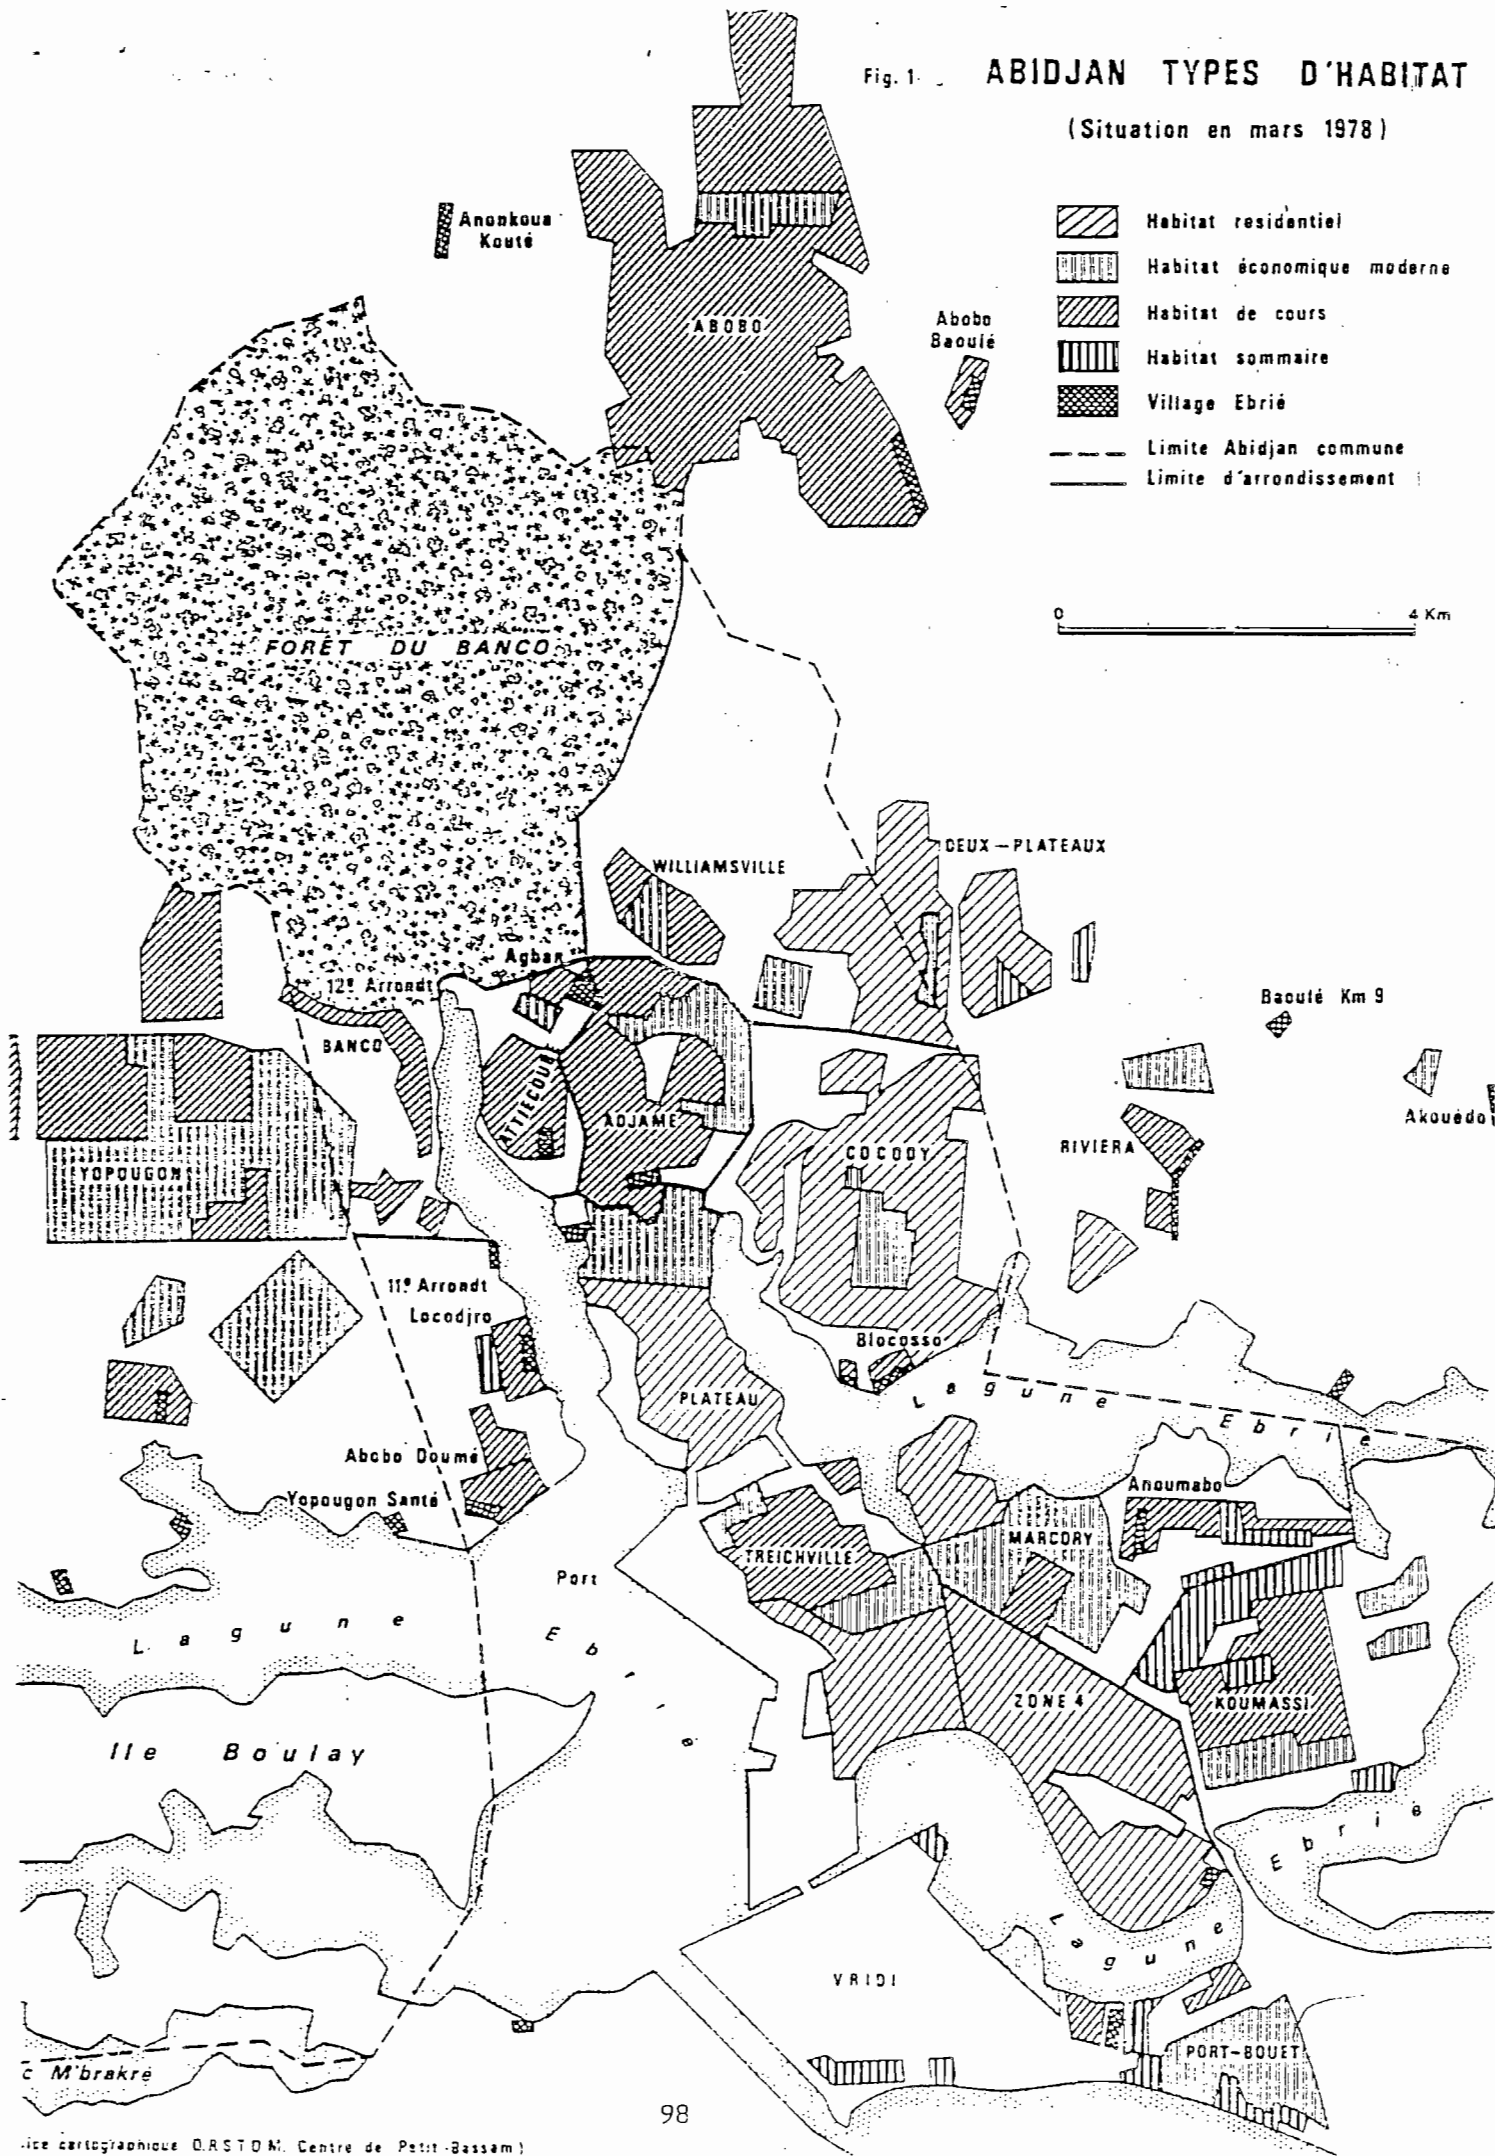 Fig. 1
ABIDJAN TYPES D'HABITAT
(Situation en mars 1978)
Habitat residentiel
Habitat économique moderne
Habitat de cours
Habitat sommaire
Village Ebrié
Limite Abidjan commune
Limite d'arrondissement
0 4 Km
Anonkoua
Kouté
ABOBO
Abobo
Baoulé
FORÊT DU BANCO
WILLIAMSVILLE
DEUX-PLATEAUX
Agban
12e Arrondt
BANCO
Baoulé Km 9
Akouédo
ATTIECOUBE
ADJAME
COCODY
RIVIERA
YOPOUGON
11e Arrondt
Locodjro
Blocosso
PLATEAU
Lagune Ebrie
Abobo Doumé
Yopougon Santé
Anoumabo
MARCORY
TREICHVILLE
Port
Lagune Ebrie
ZONE 4
KOUMASSI
Ile Boulay
Lagune Ebrié
VRIDI
PORT-BOUET
c M'brakré
98
ice cartographique O.R.S.T.O.M. Centre de Petit-Bassam)